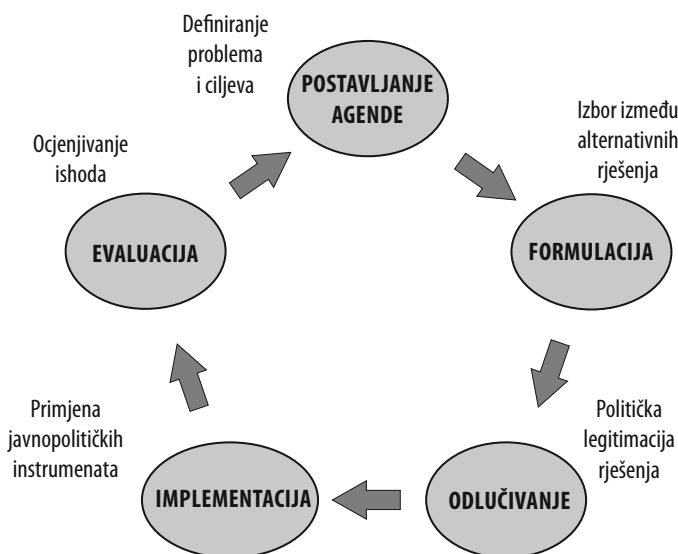 Definiranje
problema
i ciljeva
POSTAVLJANJE
AGENDE
Izbor između
alternativnih
rješenja
FORMULACIJA
Politička
legitimacija
rješenja
ODLUČIVANJE
IMPLEMENTACIJA
Primjena
javnopolitičkih
instrumenata
EVALUACIJA
Ocjenjivanje
ishoda